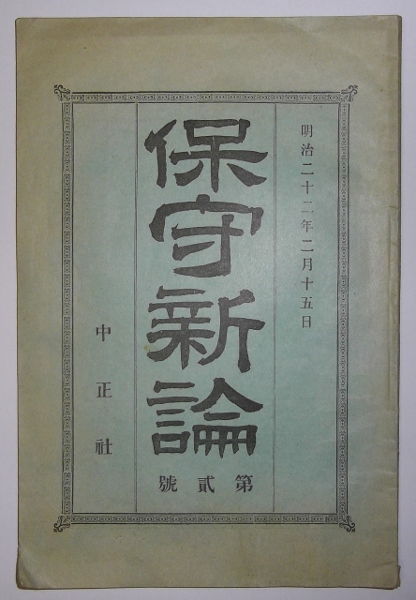 明治二十二年二月十五日
保守新論
第貳號
中正社